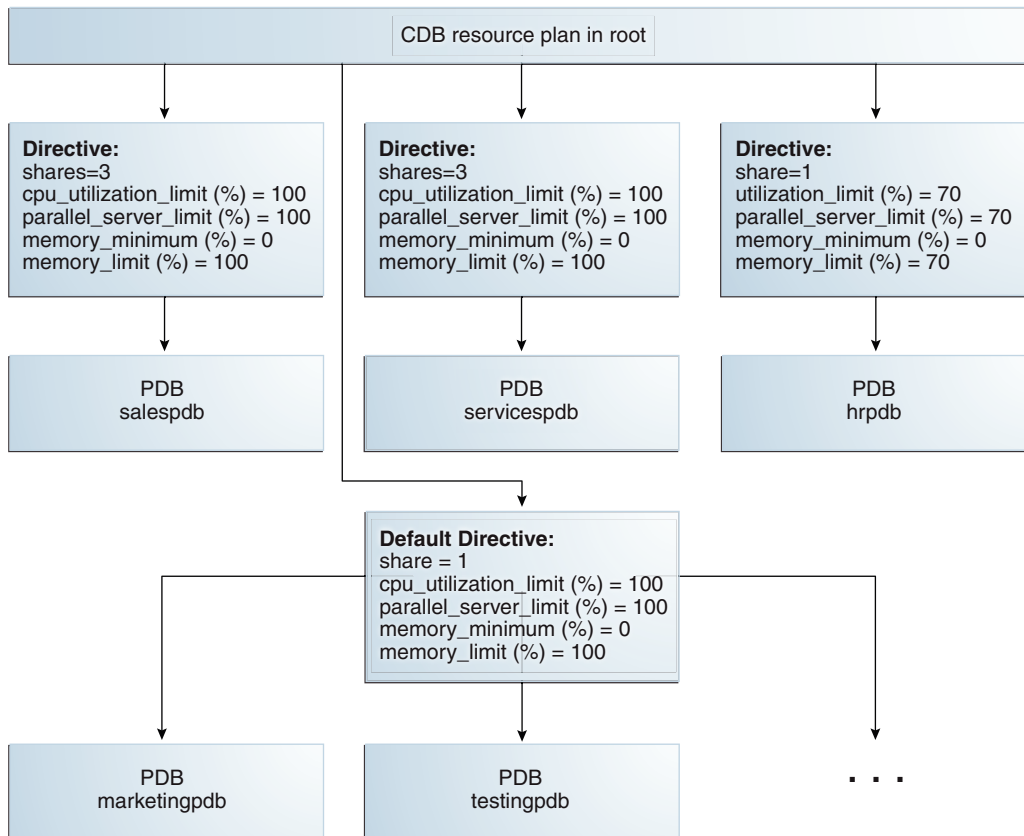 CDB resource plan in root
Directive:
shares=3
cpu_utilization_limit (%) = 100
parallel_server_limit (%) = 100
memory_minimum (%) = 0
memory_limit (%) = 100
Directive:
shares=3
cpu_utilization_limit (%) = 100
parallel_server_limit (%) = 100
memory_minimum (%) = 0
memory_limit (%) = 100
Directive:
share=1
utilization_limit (%) = 70
parallel_server_limit (%) = 70
memory_minimum (%) = 0
memory_limit (%) = 70
PDB
salespdb
PDB
servicespdb
PDB
hrpdb
Default Directive:
share = 1
cpu_utilization_limit (%) = 100
parallel_server_limit (%) = 100
memory_minimum (%) = 0
memory_limit (%) = 100
PDB
marketingpdb
PDB
testingpdb
. . .